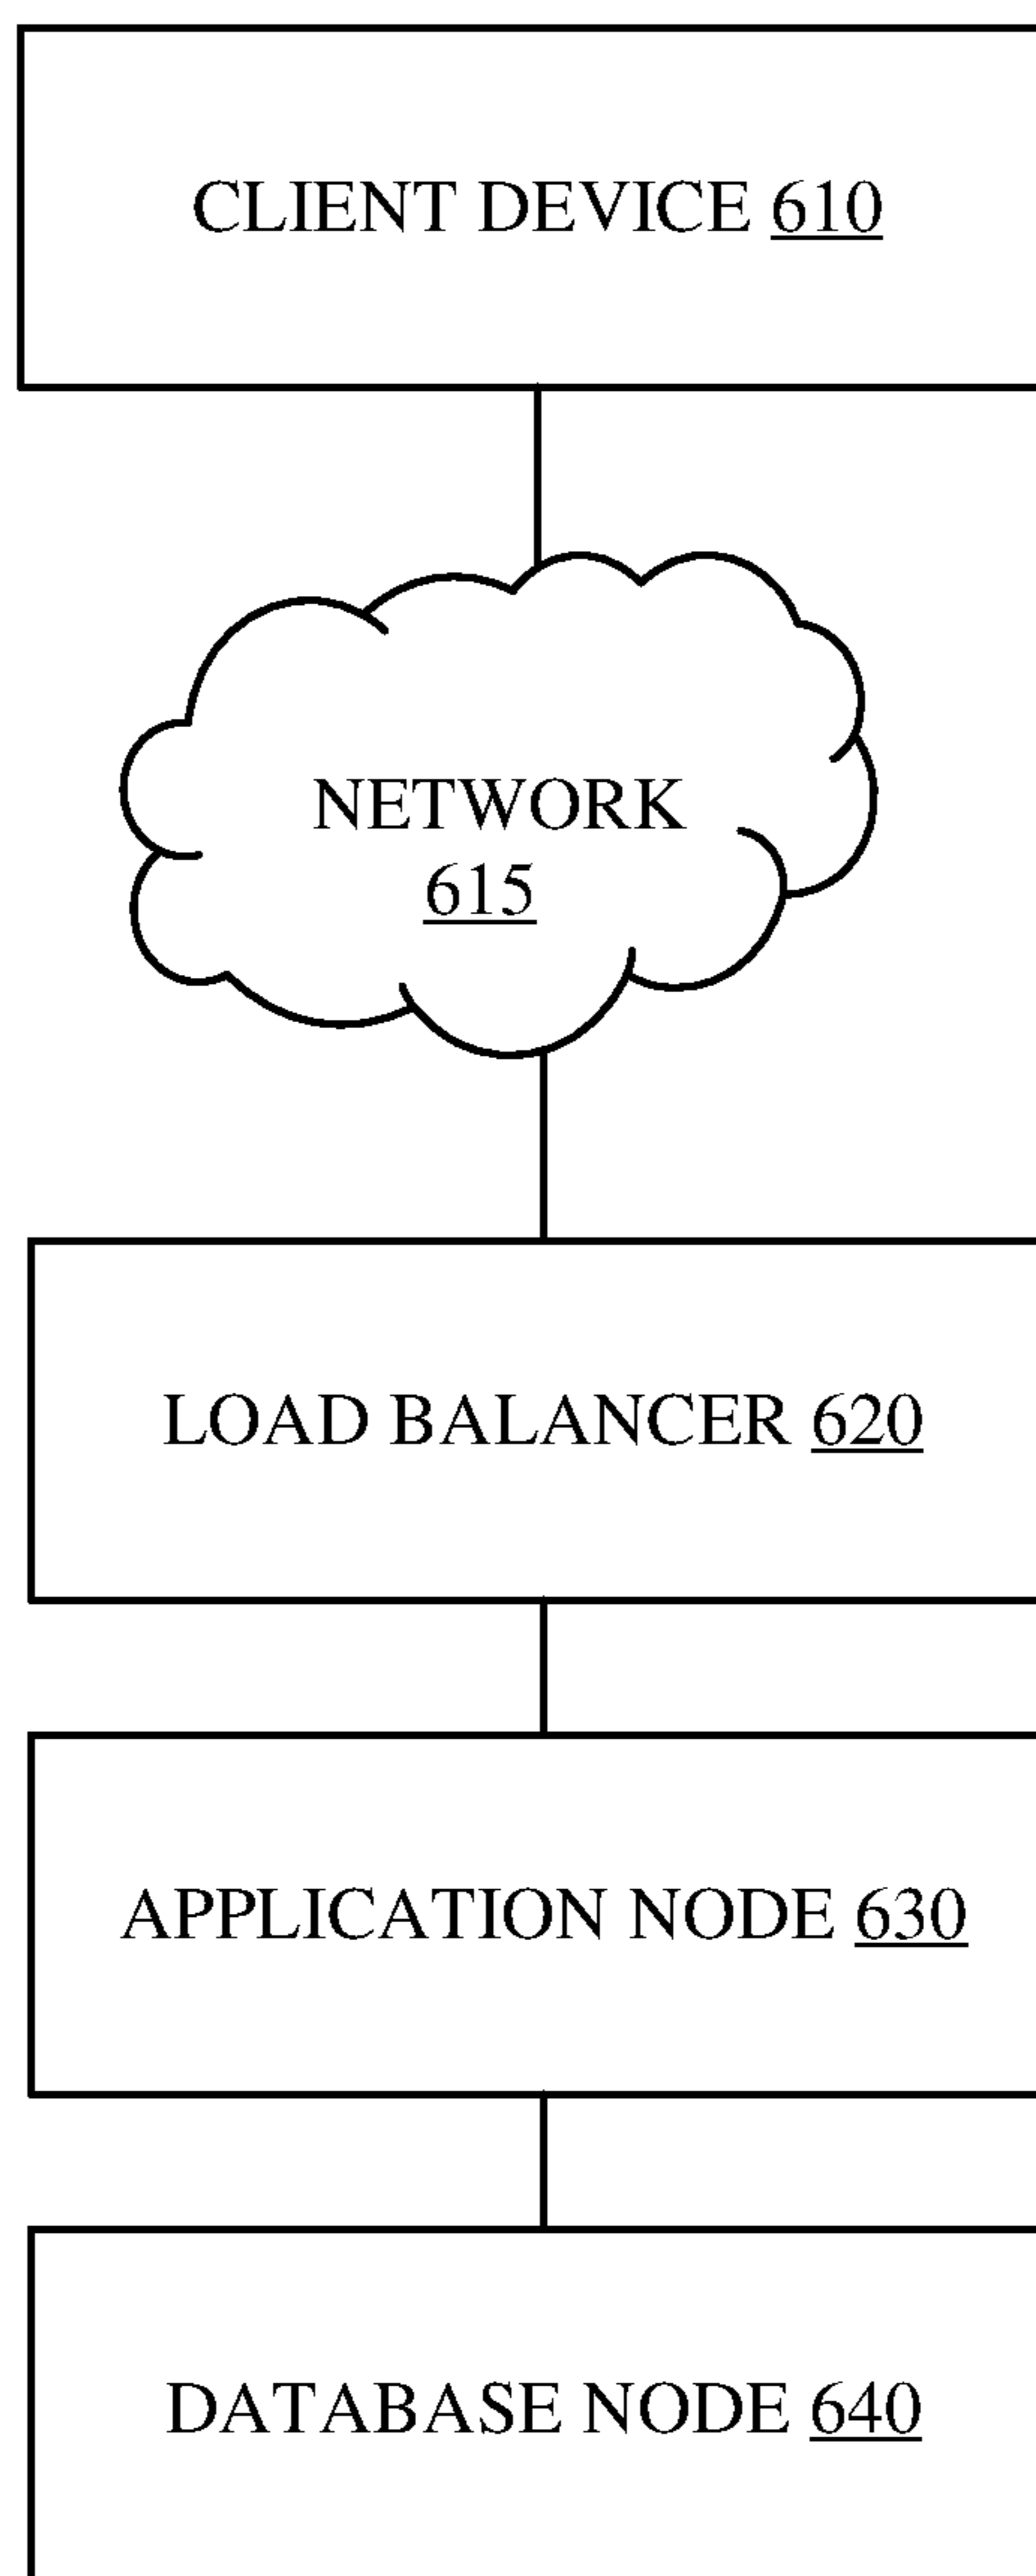 CLIENT DEVICE 610
NETWORK
615
LOAD BALANCER 620
APPLICATION NODE 630
DATABASE NODE 640